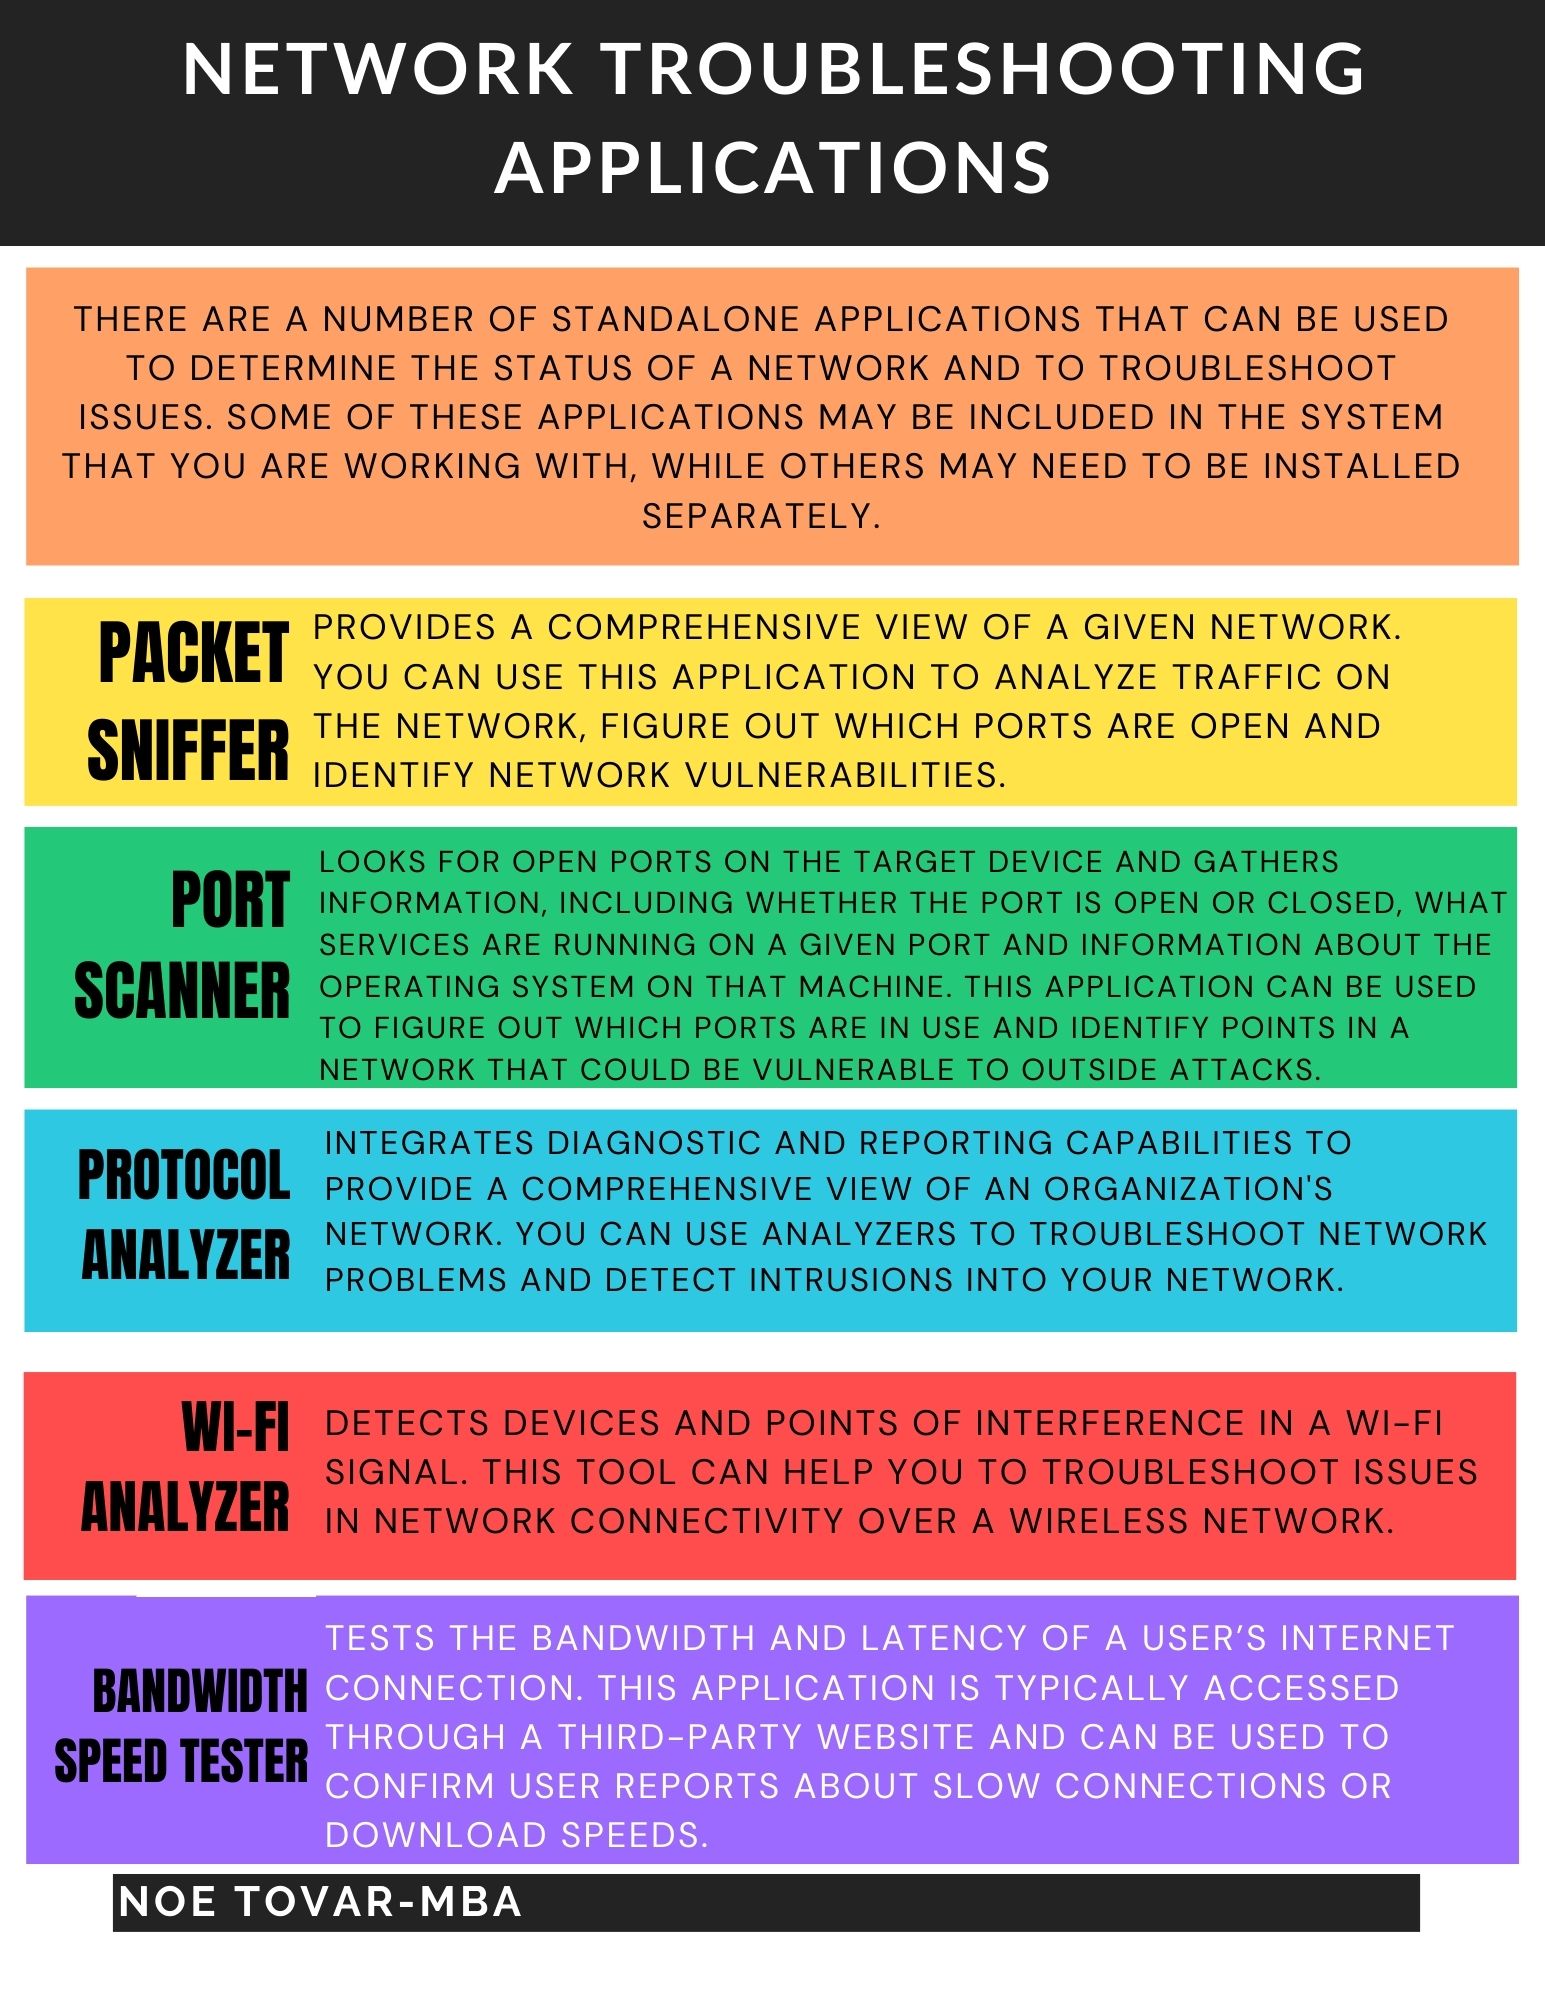 NETWORK TROUBLESHOOTING
APPLICATIONS
THERE ARE A NUMBER OF STANDALONE APPLICATIONS THAT CAN BE USED
TO DETERMINE THE STATUS OF A NETWORK AND TO TROUBLESHOOT
ISSUES. SOME OF THESE APPLICATIONS MAY BE INCLUDED IN THE SYSTEM
THAT YOU ARE WORKING WITH, WHILE OTHERS MAY NEED TO BE INSTALLED
SEPARATELY.
PACKET
SNIFFER
PROVIDES A COMPREHENSIVE VIEW OF A GIVEN NETWORK.
YOU CAN USE THIS APPLICATION TO ANALYZE TRAFFIC ON
THE NETWORK, FIGURE OUT WHICH PORTS ARE OPEN AND
IDENTIFY NETWORK VULNERABILITIES.
PORT
SCANNER
LOOKS FOR OPEN PORTS ON THE TARGET DEVICE AND GATHERS
INFORMATION, INCLUDING WHETHER THE PORT IS OPEN OR CLOSED, WHAT
SERVICES ARE RUNNING ON A GIVEN PORT AND INFORMATION ABOUT THE
OPERATING SYSTEM ON THAT MACHINE. THIS APPLICATION CAN BE USED
TO FIGURE OUT WHICH PORTS ARE IN USE AND IDENTIFY POINTS IN A
NETWORK THAT COULD BE VULNERABLE TO OUTSIDE ATTACKS.
PROTOCOL
ANALYZER
INTEGRATES DIAGNOSTIC AND REPORTING CAPABILITIES TO
PROVIDE A COMPREHENSIVE VIEW OF AN ORGANIZATION'S
NETWORK. YOU CAN USE ANALYZERS TO TROUBLESHOOT NETWORK
PROBLEMS AND DETECT INTRUSIONS INTO YOUR NETWORK.
WI-FI
ANALYZER
DETECTS DEVICES AND POINTS OF INTERFERENCE IN A WI-FI
SIGNAL. THIS TOOL CAN HELP YOU TO TROUBLESHOOT ISSUES
IN NETWORK CONNECTIVITY OVER A WIRELESS NETWORK.
BANDWIDTH
SPEED TESTER
TESTS THE BANDWIDTH AND LATENCY OF A USER’S INTERNET
CONNECTION. THIS APPLICATION IS TYPICALLY ACCESSED
THROUGH A THIRD-PARTY WEBSITE AND CAN BE USED TO
CONFIRM USER REPORTS ABOUT SLOW CONNECTIONS OR
DOWNLOAD SPEEDS.
NOE TOVAR-MBA